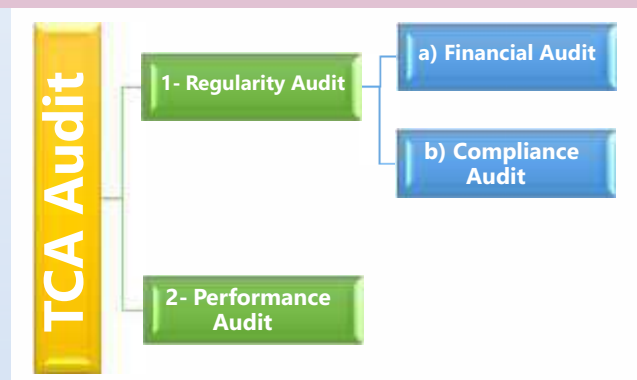 TCA Audit
1- Regularity Audit
a) Financial Audit
b) Compliance
Audit
2- Performance
Audit